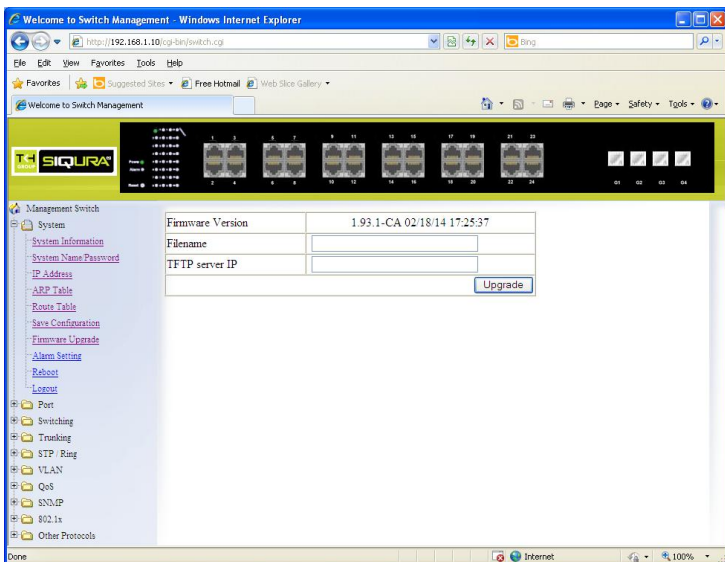 Welcome to Switch Management - Windows Internet Explorer
http://192.168.1.10/cgi-bin/switch.cgi
Bing
File Edit View Favorites Tools Help
Favorites Suggested Sites Free Hotmail Web Slice Gallery
Welcome to Switch Management
Page Safety Tools
TKH GROUP SIQURA
1 3 5 7 9 11 13 15 17 19 21 23
Power
Alarm
Reset
2 4 6 8 10 12 14 16 18 20 22 24
G1 G2 G3 G4
Management Switch
System
System Information
System Name/Password
IP Address
ARP Table
Route Table
Save Configuration
Firmware Upgrade
Alarm Setting
Reboot
Logout
Port
Switching
Trunking
STP / Ring
VLAN
QoS
SNMP
802.1x
Other Protocols
Firmware Version 1.93.1-CA 02/18/14 17:25:37
Filename
TFTP server IP
Upgrade
Done
Internet
100%